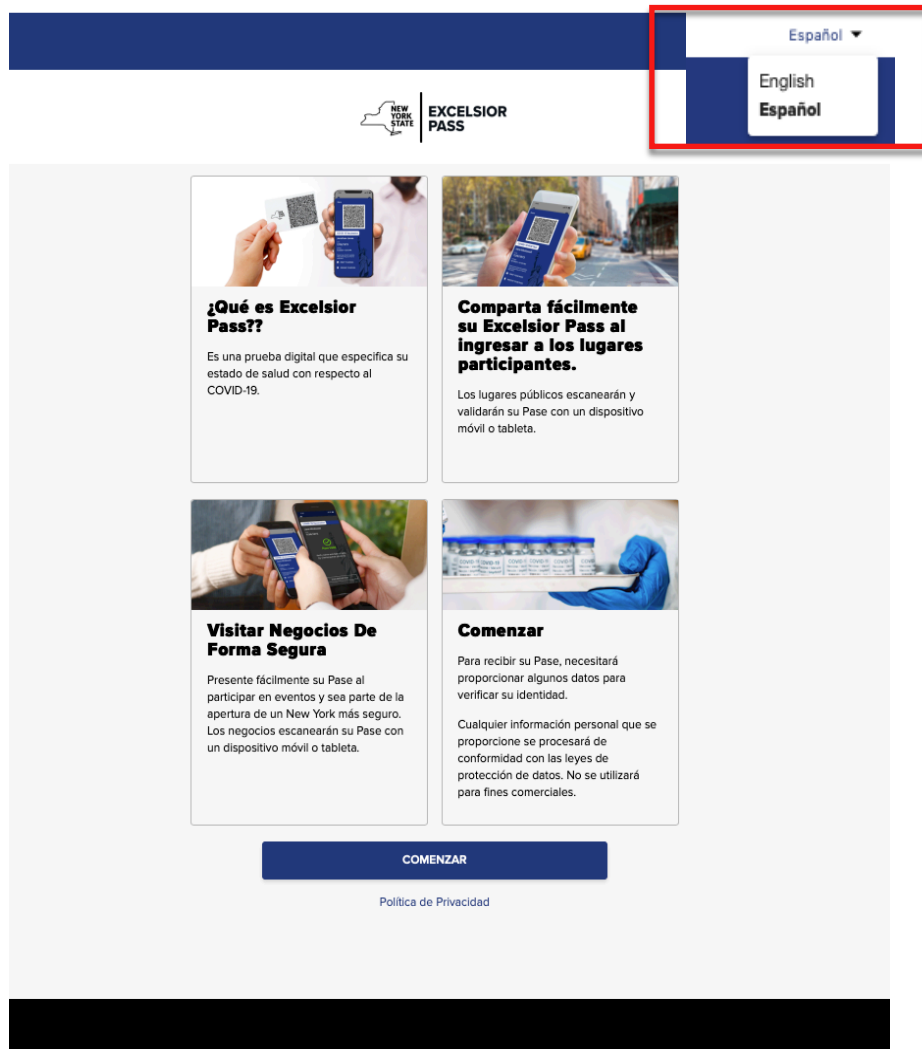 Español
English
Español
NEW
YORK
STATE
EXCELSIOR
PASS
¿Qué es Excelsior
Pass??
Es una prueba digital que especifica su
estado de salud con respecto al
COVID-19.
Comparta fácilmente
su Excelsior Pass al
ingresar a los lugares
participantes.
Los lugares públicos escanearán y
validarán su Pase con un dispositivo
móvil o tableta.
Visitar Negocios De
Forma Segura
Presente fácilmente su Pase al
participar en eventos y sea parte de la
apertura de un New York más seguro.
Los negocios escanearán su Pase con
un dispositivo móvil o tableta.
Comenzar
Para recibir su Pase, necesitará
proporcionar algunos datos para
verificar su identidad.
Cualquier información personal que se
proporcione se procesará de
conformidad con las leyes de
protección de datos. No se utilizará
para fines comerciales.
COMENZAR
Política de Privacidad